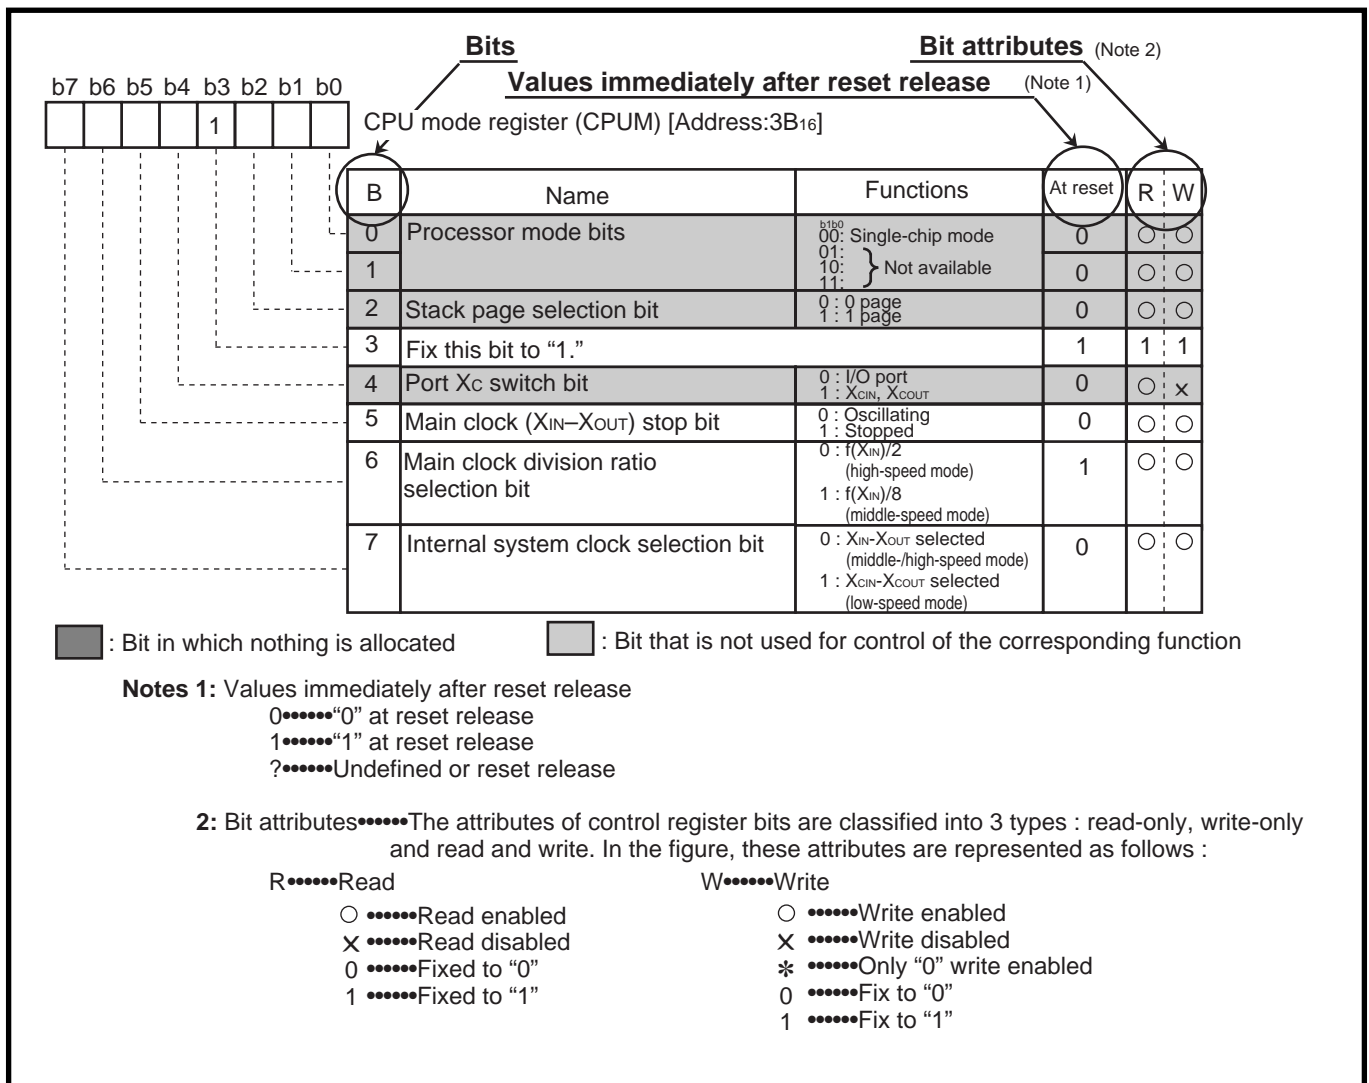 Bits
Bit attributes (Note 2)
Values immediately after reset release (Note 1)
b7 b6 b5 b4 b3 b2 b1 b0
1
CPU mode register (CPUM) [Address:3B16]
B Name Functions At reset R W
0 Processor mode bits b1b0
00: Single-chip mode 0 ○ ○
01:
10: } Not available
11:
1 0 ○ ○
2 Stack page selection bit 0 : 0 page 0 ○ ○
1 : 1 page
3 Fix this bit to “1.” 1 1 1
4 Port XC switch bit 0 : I/O port 0 ○ ×
1 : XCIN, XCOUT
5 Main clock (XIN–XOUT) stop bit 0 : Oscillating 0 ○ ○
1 : Stopped
6 Main clock division ratio 0 : f(XIN)/2 1 ○ ○
selection bit (high-speed mode)
1 : f(XIN)/8
(middle-speed mode)
7 Internal system clock selection bit 0 : XIN-XOUT selected 0 ○ ○
(middle-/high-speed mode)
1 : XCIN-XCOUT selected
(low-speed mode)
: Bit in which nothing is allocated : Bit that is not used for control of the corresponding function
Notes 1: Values immediately after reset release
0••••••“0” at reset release
1••••••“1” at reset release
?••••••Undefined or reset release
2: Bit attributes••••••The attributes of control register bits are classified into 3 types : read-only, write-only
and read and write. In the figure, these attributes are represented as follows :
R••••••Read W••••••Write
○ ••••••Read enabled ○ ••••••Write enabled
× ••••••Read disabled × ••••••Write disabled
0 ••••••Fixed to “0” ✻ ••••••Only “0” write enabled
1 ••••••Fixed to “1” 0 ••••••Fix to “0”
1 ••••••Fix to “1”